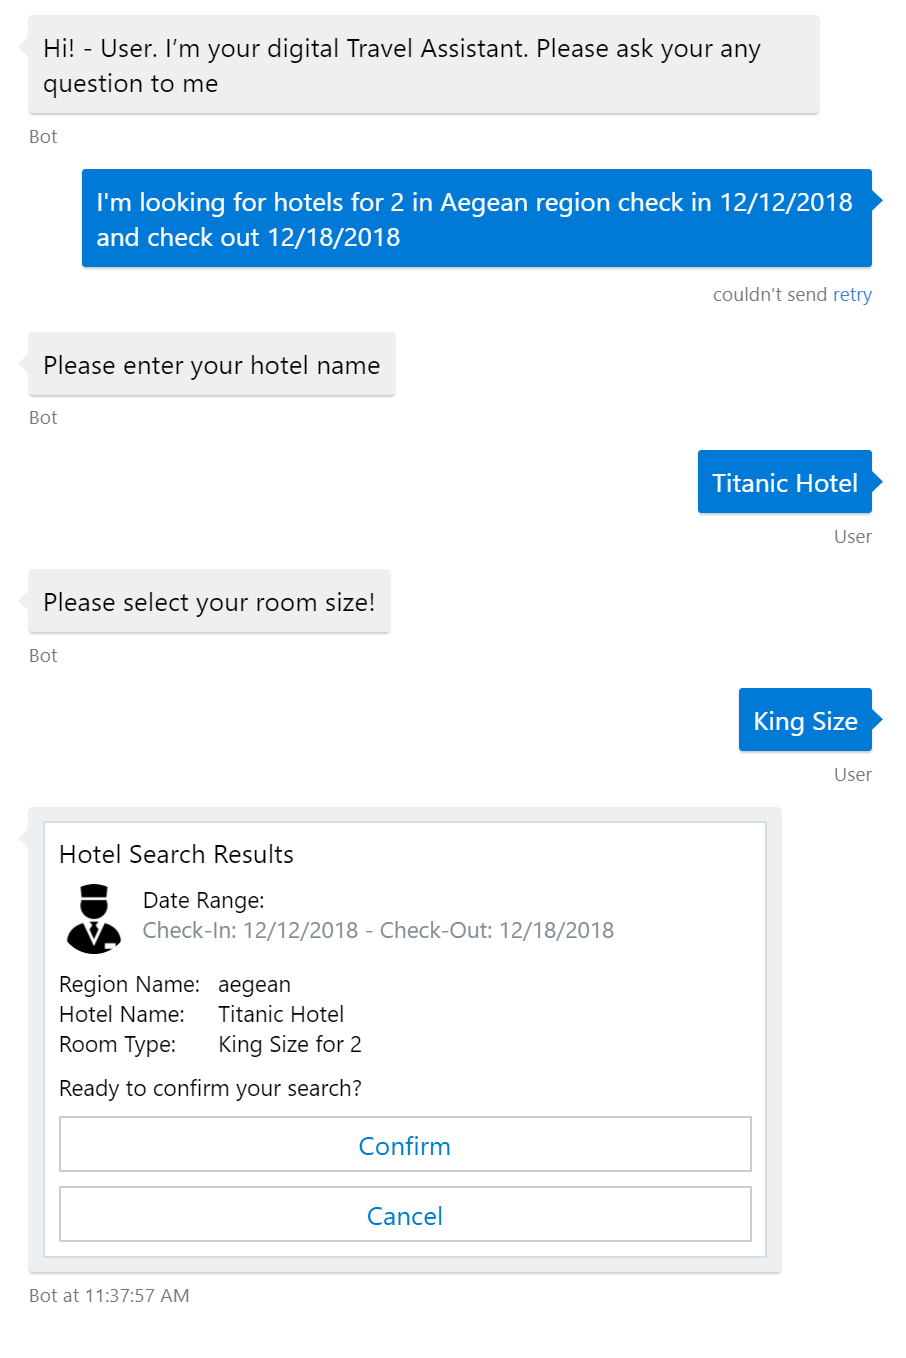 Hi! - User. I’m your digital Travel Assistant. Please ask your any
question to me
Bot
I'm looking for hotels for 2 in Aegean region check in 12/12/2018
and check out 12/18/2018
couldn't send retry
Please enter your hotel name
Bot
Titanic Hotel
User
Please select your room size!
Bot
King Size
User
Hotel Search Results
Date Range:
Check-In: 12/12/2018 - Check-Out: 12/18/2018
Region Name: aegean
Hotel Name: Titanic Hotel
Room Type: King Size for 2
Ready to confirm your search?
Confirm
Cancel
Bot at 11:37:57 AM